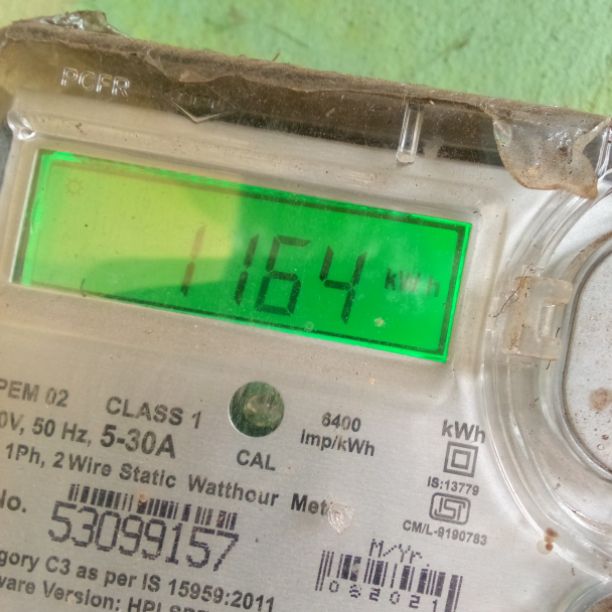 PCFR
1164 kWh
PEM 02 CLASS 1
0V, 50 Hz, 5-30A
1Ph, 2 Wire Static Watthour
CAL
6400
imp/kWh
kWh
IS:13779
ISI
CM/L-9190783
No. 53099157
M/Yr.
082021
gory C3 as per IS 15959:2011
ware Version: